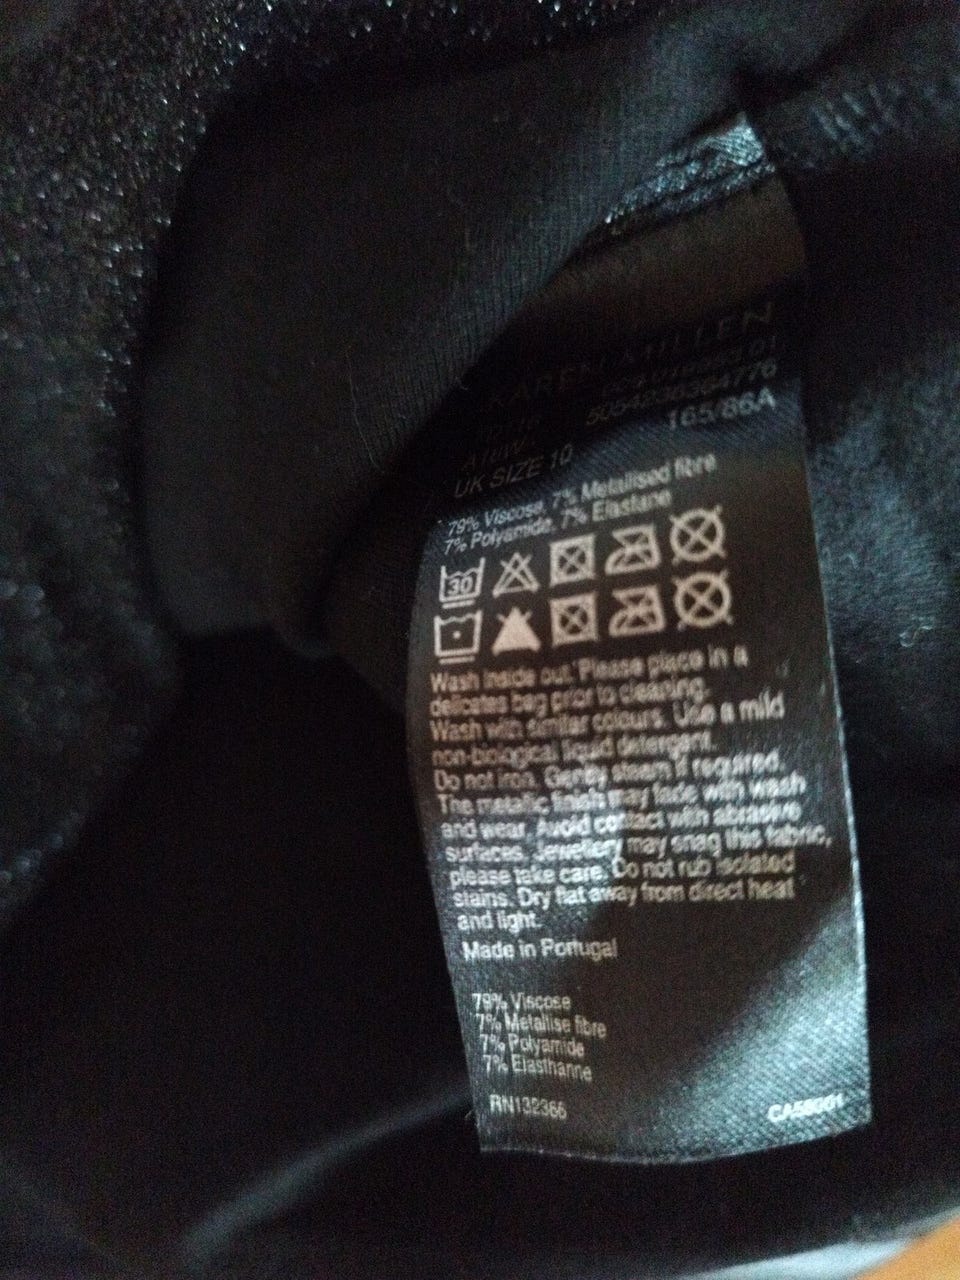 KAREN MILLEN
5054236364776
165/86A
UK SIZE 10
79% Viscose, 7% Metallised fibre
7% Polyamide, 7% Elastane
30
Wash inside out. Please place in a
delicates bag prior to cleaning.
Wash with similar colours. Use a mild
non-biological liquid detergent.
Do not iron. Gently steam if required.
The metallic finish may fade with wash
and wear. Avoid contact with abrasive
surfaces. Jewellery may snag this fabric,
please take care. Do not rub isolated
stains. Dry flat away from direct heat
and light.
Made in Portugal
79% Viscose
7% Metallise fibre
7% Polyamide
7% Elasthanne
RN132366